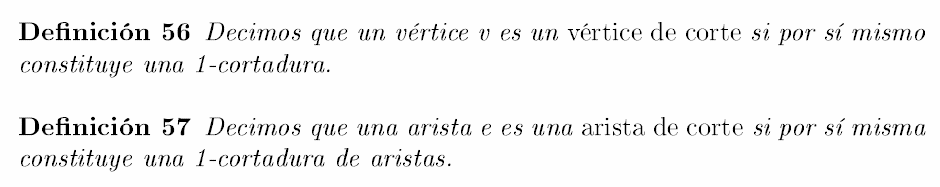 Definición 56 Decimos que un vértice v es un vértice de corte si por sí mismo
constituye una 1-cortadura.
Definición 57 Decimos que una arista e es una arista de corte si por sí misma
constituye una 1-cortadura de aristas.